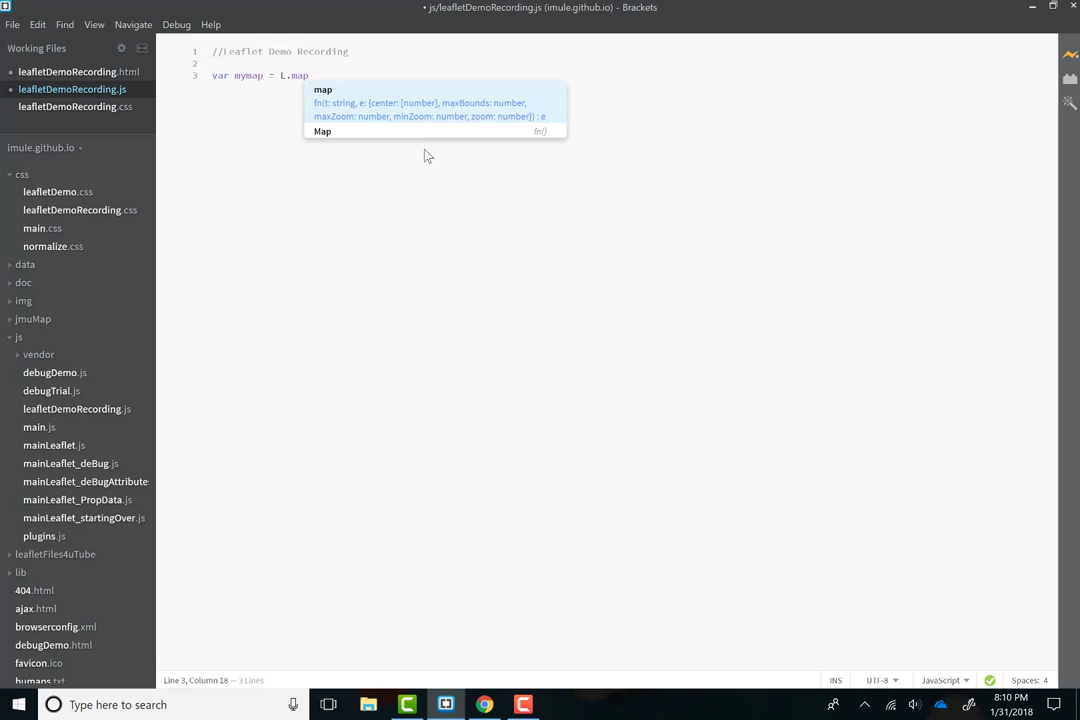 • js/leafletDemoRecording.js (imule.github.io) - Brackets
File Edit Find View Navigate Debug Help
Working Files
leafletDemoRecording.html
leafletDemoRecording.js
leafletDemoRecording.css
imule.github.io
css
leafletDemo.css
leafletDemoRecording.css
main.css
normalize.css
data
doc
img
jmuMap
js
vendor
debugDemo.js
debugTrial.js
leafletDemoRecording.js
main.js
mainLeaflet.js
mainLeaflet_deBug.js
mainLeaflet_deBugAttribute
mainLeaflet_PropData.js
mainLeaflet_startingOver.js
plugins.js
leafletFiles4uTube
lib
404.html
ajax.html
browserconfig.xml
debugDemo.html
favicon.ico
humans.txt
1 //Leaflet Demo Recording
2
3 var mymap = L.map
map
fn(t: string, e: {center: [number], maxBounds: number,
maxZoom: number, minZoom: number, zoom: number}) : e
Map fn()
Line 3, Column 18 — 3 Lines
INS UTF-8 JavaScript Spaces: 4
Type here to search
8:10 PM
1/31/2018